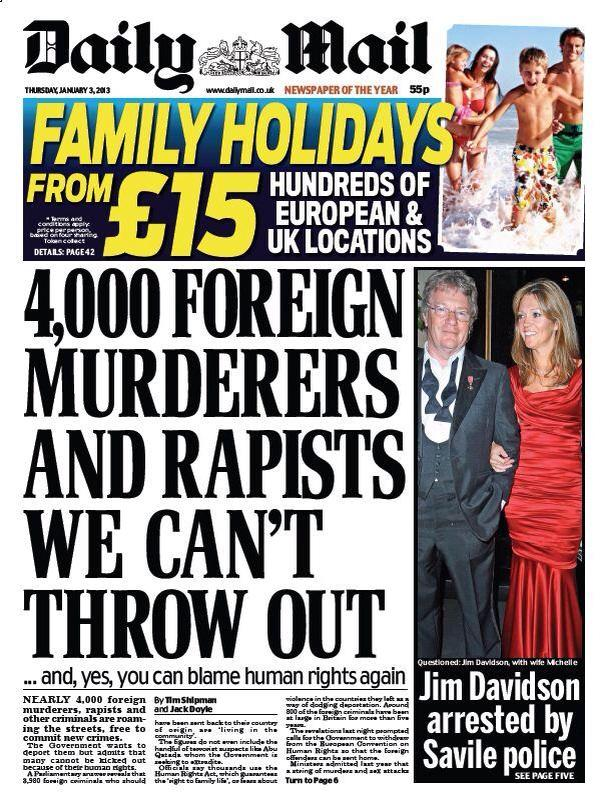 Daily Mail
THURSDAY, JANUARY 3, 2013
www.dailymail.co.uk
NEWSPAPER OF THE YEAR
55p
FAMILY HOLIDAYS
FROM £15
* Terms and
conditions apply:
price per person,
based on four sharing.
Token collect
DETAILS: PAGE 42
HUNDREDS OF
EUROPEAN &
UK LOCATIONS
4,000 FOREIGN
MURDERERS
AND RAPISTS
WE CAN'T
THROW OUT
... and, yes, you can blame human rights again
NEARLY 4,000 foreign
murderers, rapists and
other criminals are roam-
ing the streets, free to
commit new crimes.
The Government wants to
deport them but admits that
many cannot be kicked out
because of their human rights.
A Parliamentary answer reveals that
3,980 foreign criminals who should
By Tim Shipman
and Jack Doyle
have been sent back to their country
of origin are 'living in the
community'.
The figures do not even include the
handful of terrorist suspects like Abu
Qatada whom the Government is
seeking to extradite.
Officials say thousands use the
Human Rights Act, which guarantees
the 'right to family life', or fears about
violence in the countries they left as a
way of dodging deportation. Around
800 of the foreign criminals have been
at large in Britain for more than five
years.
The revelations last night prompted
calls for the Government to withdraw
from the European Convention on
Human Rights so that the foreign
offenders can be sent home.
Ministers admitted last year that
a string of murders and sex attacks
Turn to Page 6
Questioned: Jim Davidson, with wife Michelle
Jim Davidson
arrested by
Savile police
SEE PAGE FIVE